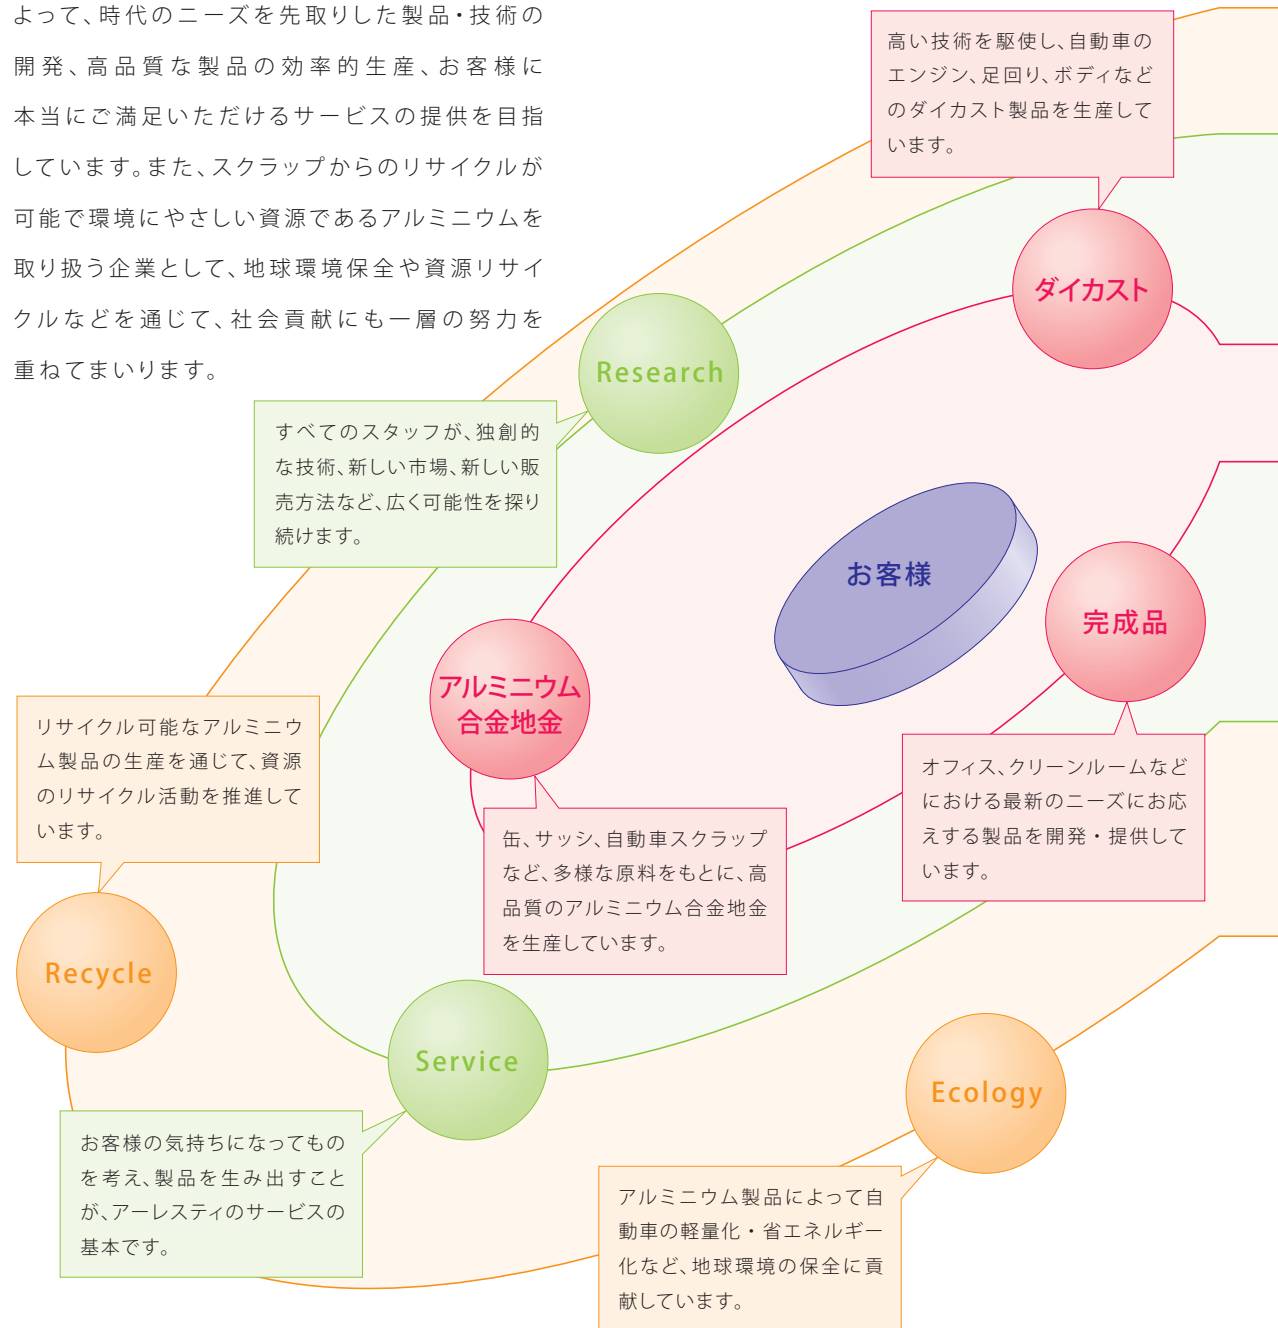 よって、時代のニーズを先取りした製品・技術の
開発、高品質な製品の効率的生産、お客様に
本当にご満足いただけるサービスの提供を目指
しています。また、スクラップからのリサイクルが
可能で環境にやさしい資源であるアルミニウムを
取り扱う企業として、地球環境保全や資源リサイ
クルなどを通じて、社会貢献にも一層の努力を
重ねてまいります。
高い技術を駆使し、自動車の
エンジン、足回り、ボディなど
のダイカスト製品を生産して
います。
ダイカスト
Research
すべてのスタッフが、独創的
な技術、新しい市場、新しい販
売方法など、広く可能性を探り
続けます。
お客様
完成品
アルミニウム
合金地金
リサイクル可能なアルミニウ
ム製品の生産を通じて、資源
のリサイクル活動を推進して
います。
オフィス、クリーンルームなど
における最新のニーズにお応
えする製品を開発・提供して
います。
缶、サッシ、自動車スクラップ
など、多様な原料をもとに、高
品質のアルミニウム合金地金
を生産しています。
Recycle
Service
Ecology
お客様の気持ちになってもの
を考え、製品を生み出すこと
が、アーレスティのサービスの
基本です。
アルミニウム製品によって自
動車の軽量化・省エネルギー
化など、地球環境の保全に貢
献しています。